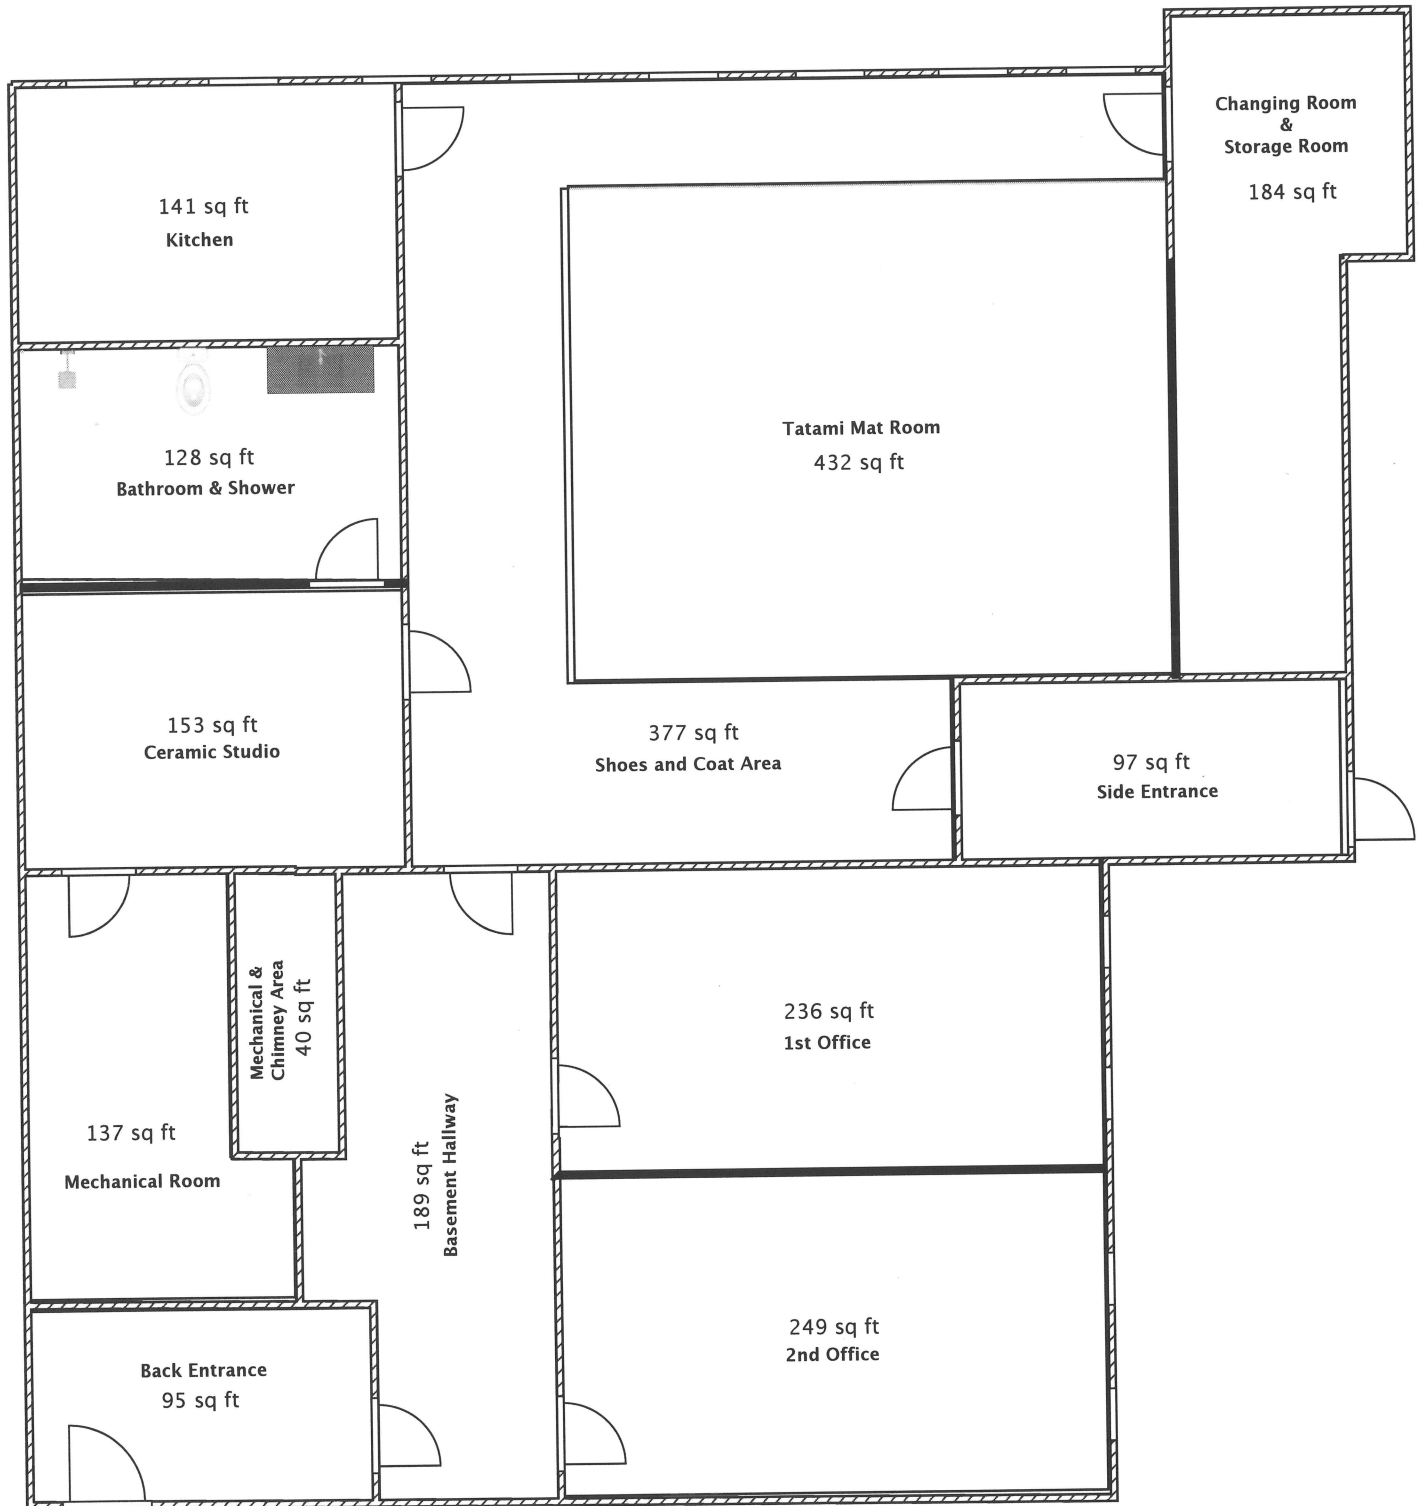 Changing Room
&
Storage Room
184 sq ft
141 sq ft
Kitchen
Tatami Mat Room
432 sq ft
128 sq ft
Bathroom & Shower
153 sq ft
Ceramic Studio
377 sq ft
Shoes and Coat Area
97 sq ft
Side Entrance
Mechanical &
Chimney Area
40 sq ft
236 sq ft
1st Office
137 sq ft
Mechanical Room
189 sq ft
Basement Hallway
249 sq ft
2nd Office
Back Entrance
95 sq ft